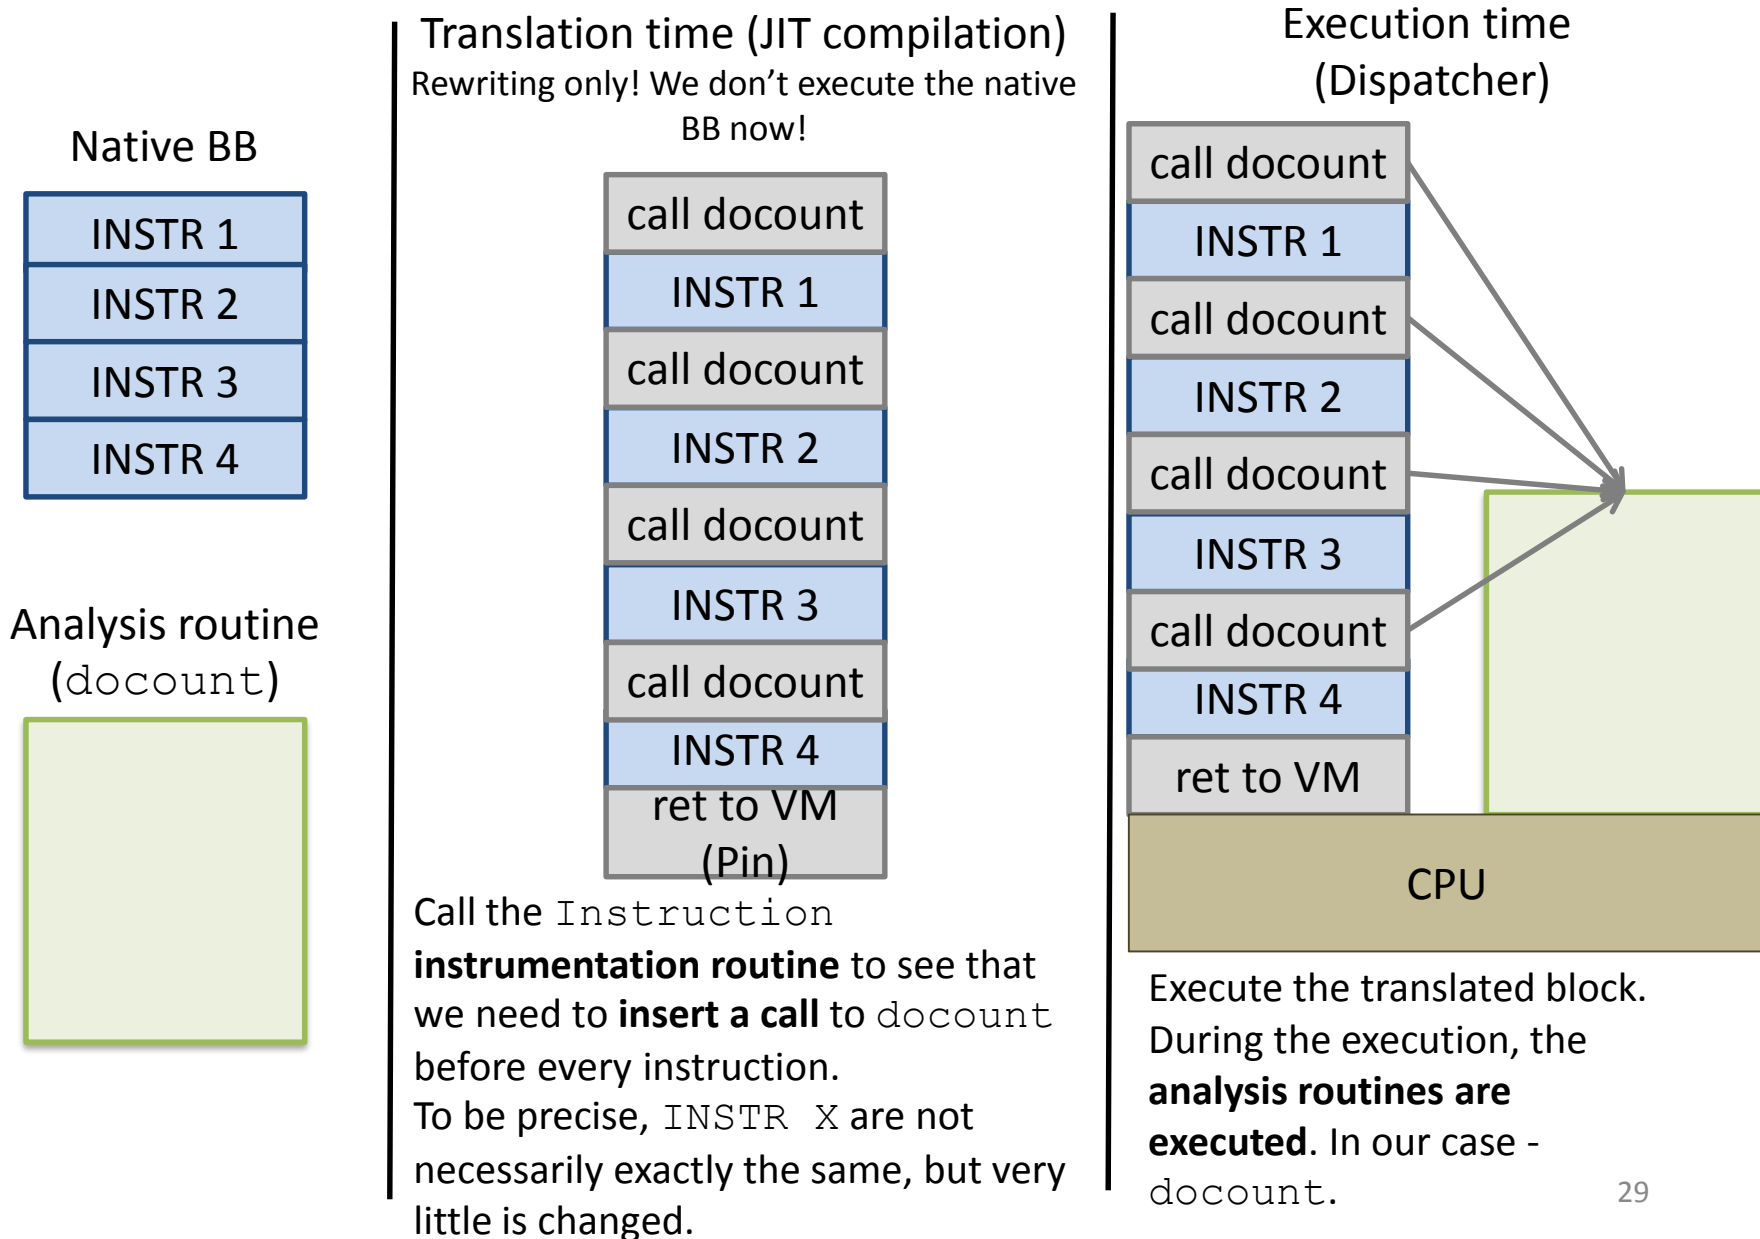 Native BB
INSTR 1
INSTR 2
INSTR 3
INSTR 4
Analysis routine
(docount)
Translation time (JIT compilation)
Rewriting only! We don’t execute the native
BB now!
call docount
INSTR 1
call docount
INSTR 2
call docount
INSTR 3
call docount
INSTR 4
ret to VM
(Pin)
Call the Instruction
instrumentation routine to see that
we need to insert a call to docount
before every instruction.
To be precise, INSTR X are not
necessarily exactly the same, but very
little is changed.
Execution time
(Dispatcher)
call docount
INSTR 1
call docount
INSTR 2
call docount
INSTR 3
call docount
INSTR 4
ret to VM
CPU
Execute the translated block.
During the execution, the
analysis routines are
executed. In our case -
docount.
29